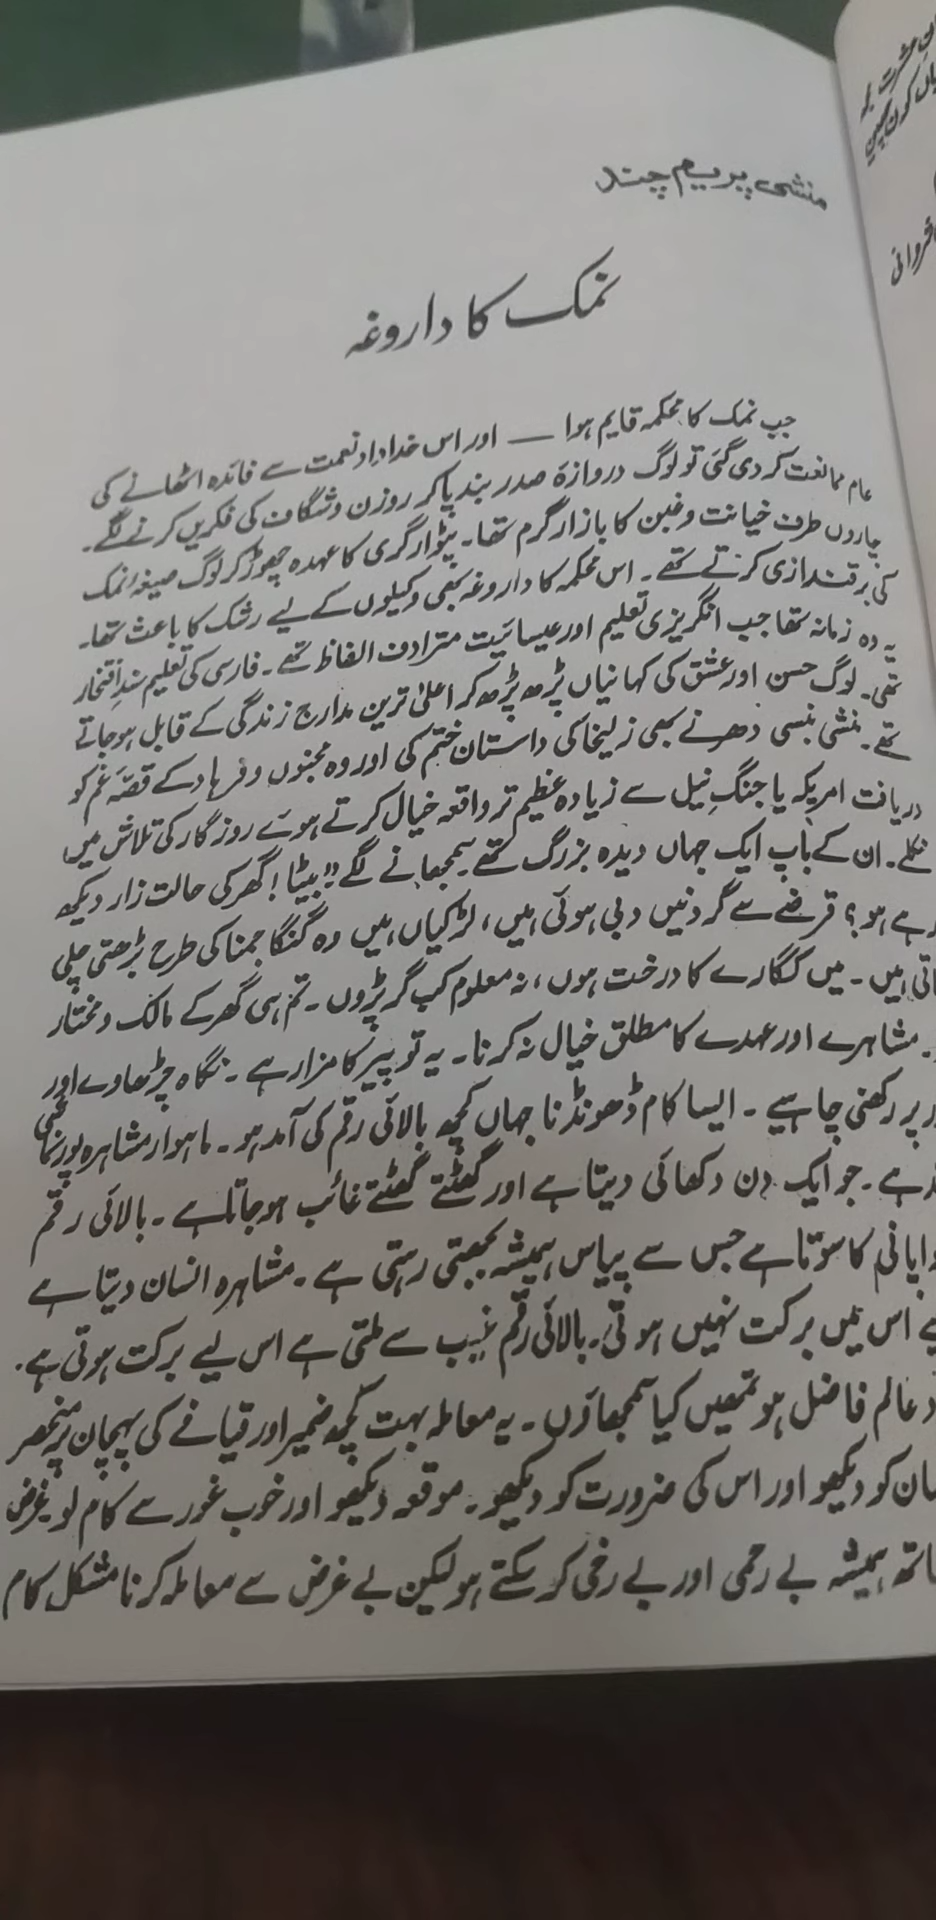 منشی پریم چند
نمک کا داروغہ
جب نمک کا محکمہ قایم ہوا — اور اس خداداد نعمت سے فائدہ اٹھانے کی
عام ممانعت کر دی گئی تو لوگ دروازۂ صدر بند پا کر روزن و شگاف کی فکریں کرنے لگے۔
چاروں طرف خیانت و غبن کا بازار گرم تھا۔ پٹوار گری کا عہدہ چھوڑ کر لوگ صیغۂ نمک
کی برقندازی کرتے تھے۔ اس محکمہ کا داروغہ بھی وکیلوں کے لیے رشک کا باعث تھا۔
یہ وہ زمانہ تھا جب انگریزی تعلیم اور عیسائیت مترادف الفاظ تھے۔ فارسی کی تعلیم سندِ افتخار
تھی۔ لوگ حسن اور عشق کی کہانیاں پڑھ پڑھ کر اعلیٰ ترین مدارج زندگی کے قابل ہو جاتے
تھے۔ منشی بنسی دھر نے بھی زلیخا کی داستان ختم کی اور وہ مجنوں و فرہاد کے قصۂ غم کو
دریافت امریکہ یا جنگِ نیل سے زیادہ عظیم تر واقعہ خیال کرتے ہوئے روزگار کی تلاش میں
نکلے۔ ان کے باپ ایک جہاں دیدہ بزرگ تھے سمجھانے لگے "بیٹا! گھر کی حالت زار دیکھ
رہے ہو؟ قرضے سے گردنیں دبی ہوئی ہیں، لڑکیاں ہیں وہ گنگا جمنا کی طرح بڑھتی چلی
آتی ہیں۔ میں کگارے کا درخت ہوں، نہ معلوم کب گر پڑوں۔ تم ہی گھر کے مالک و مختار
۔ مشاہرے اور عہدے کا مطلق خیال نہ کرنا۔ یہ تو پیر کا مزار ہے۔ نگاہ چڑھاوے اور
پر رکھنی چاہیے۔ ایسا کام ڈھونڈنا جہاں کچھ بالائی رقم کی آمد ہو۔ ماہوار مشاہرہ پورنماشی
ہے۔ جو ایک دن دکھائی دیتا ہے اور گھٹتے گھٹتے غائب ہو جاتا ہے۔ بالائی رقم
پانی کا سوتا ہے جس سے پیاس ہمیشہ بجھتی رہتی ہے۔ مشاہرہ انسان دیتا ہے
اس میں برکت نہیں ہوتی۔ بالائی رقم غیب سے ملتی ہے اس لیے برکت ہوتی ہے۔
عالم فاضل ہو تمھیں کیا سمجھاؤں۔ یہ معاملہ بہت کچھ ضمیر اور قیافے کی پہچان پر منحصر
کو دیکھو اور اس کی ضرورت کو دیکھو۔ موقعہ دیکھو اور خوب غور سے کام لو غرض
ہمیشہ بے رحمی اور بے رخی کر سکتے ہو لیکن بے غرض سے معاملہ کرنا مشکل کام